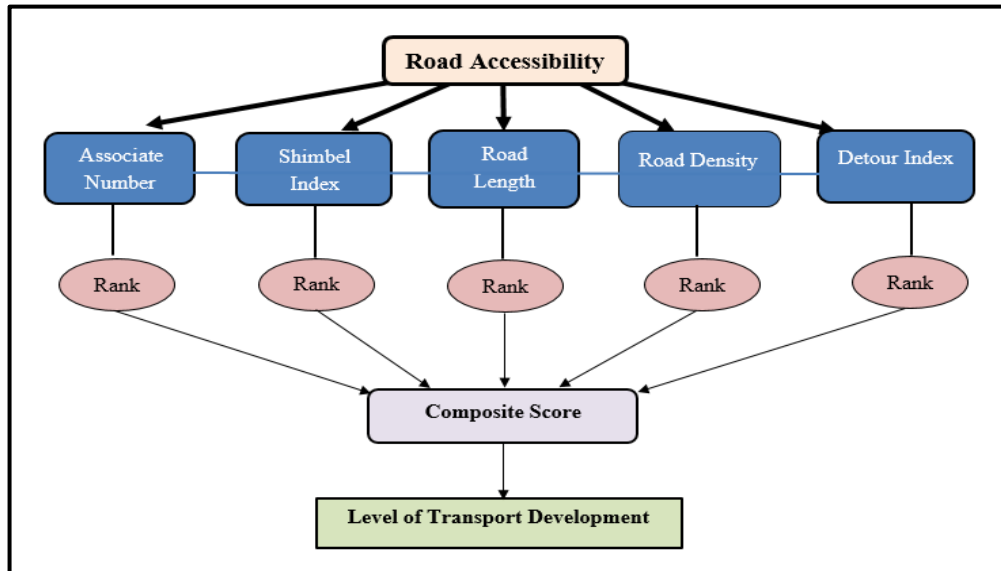 Road Accessibility
Associate
Number
Shimbel
Index
Road
Length
Road Density
Detour Index
Rank
Rank
Rank
Rank
Rank
Composite Score
Level of Transport Development